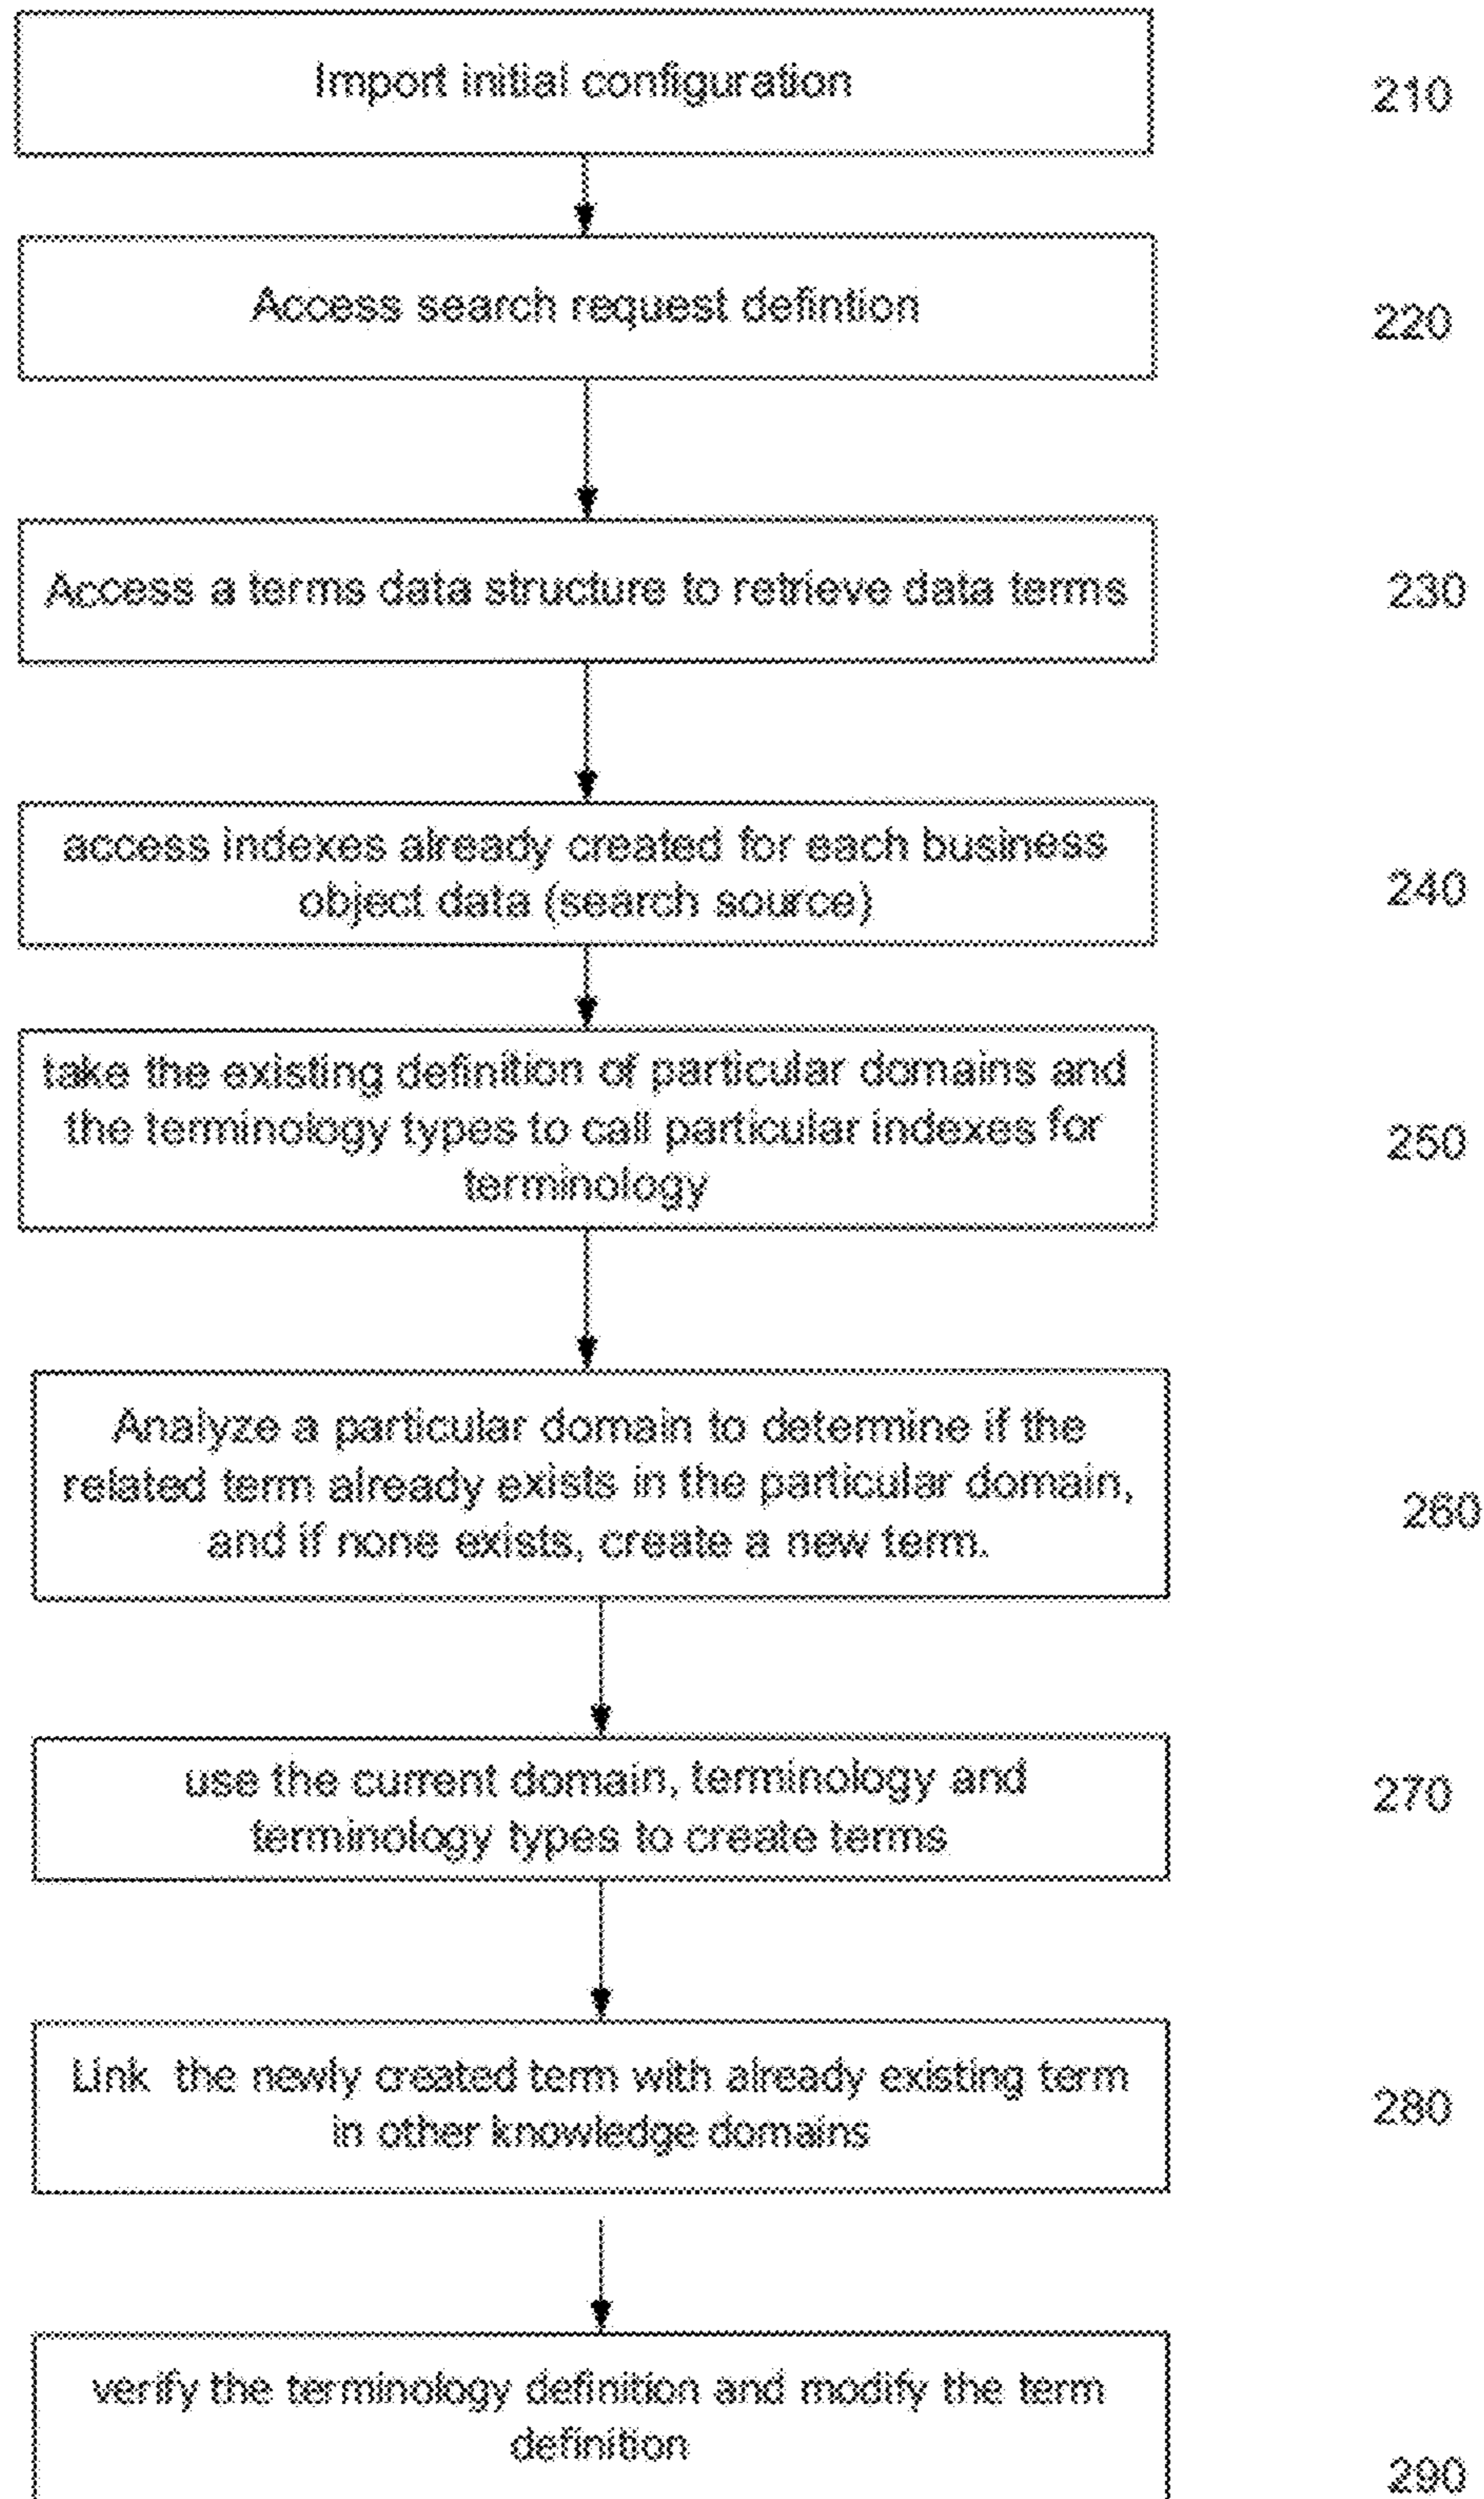 Import initial configuration
210
Access search request defintion
220
Access a terms data structure to retrieve data terms
230
access indexes already created for each business
object data (search source)
240
take the existing definition of particular domains and
the terminology types to call particular indexes for
terminology
250
Analyze a particular domain to determine if the
related term already exists in the particular domain,
and if none exists, create a new term.
260
use the current domain, terminology and
terminology types to create terms
270
Link the newly created term with already existing term
in other knowledge domains
280
verify the terminology definition and modify the term
definition
290